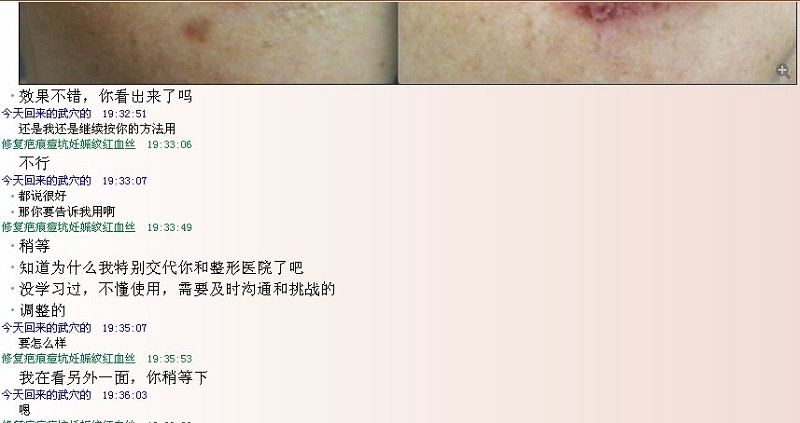 效果不错，你看出来了吗
今天回来的武穴的 19:32:51
还是我还是继续按你的方法用
修复疤痕痘坑妊娠纹红血丝 19:33:06
不行
今天回来的武穴的 19:33:07
都说很好
那你要告诉我用啊
修复疤痕痘坑妊娠纹红血丝 19:33:49
稍等
知道为什么我特别交代你和整形医院了吧
没学习过，不懂使用，需要及时沟通和挑战的
调整的
今天回来的武穴的 19:35:07
要怎么样
修复疤痕痘坑妊娠纹红血丝 19:35:53
我在看另外一面，你稍等下
今天回来的武穴的 19:36:03
嗯